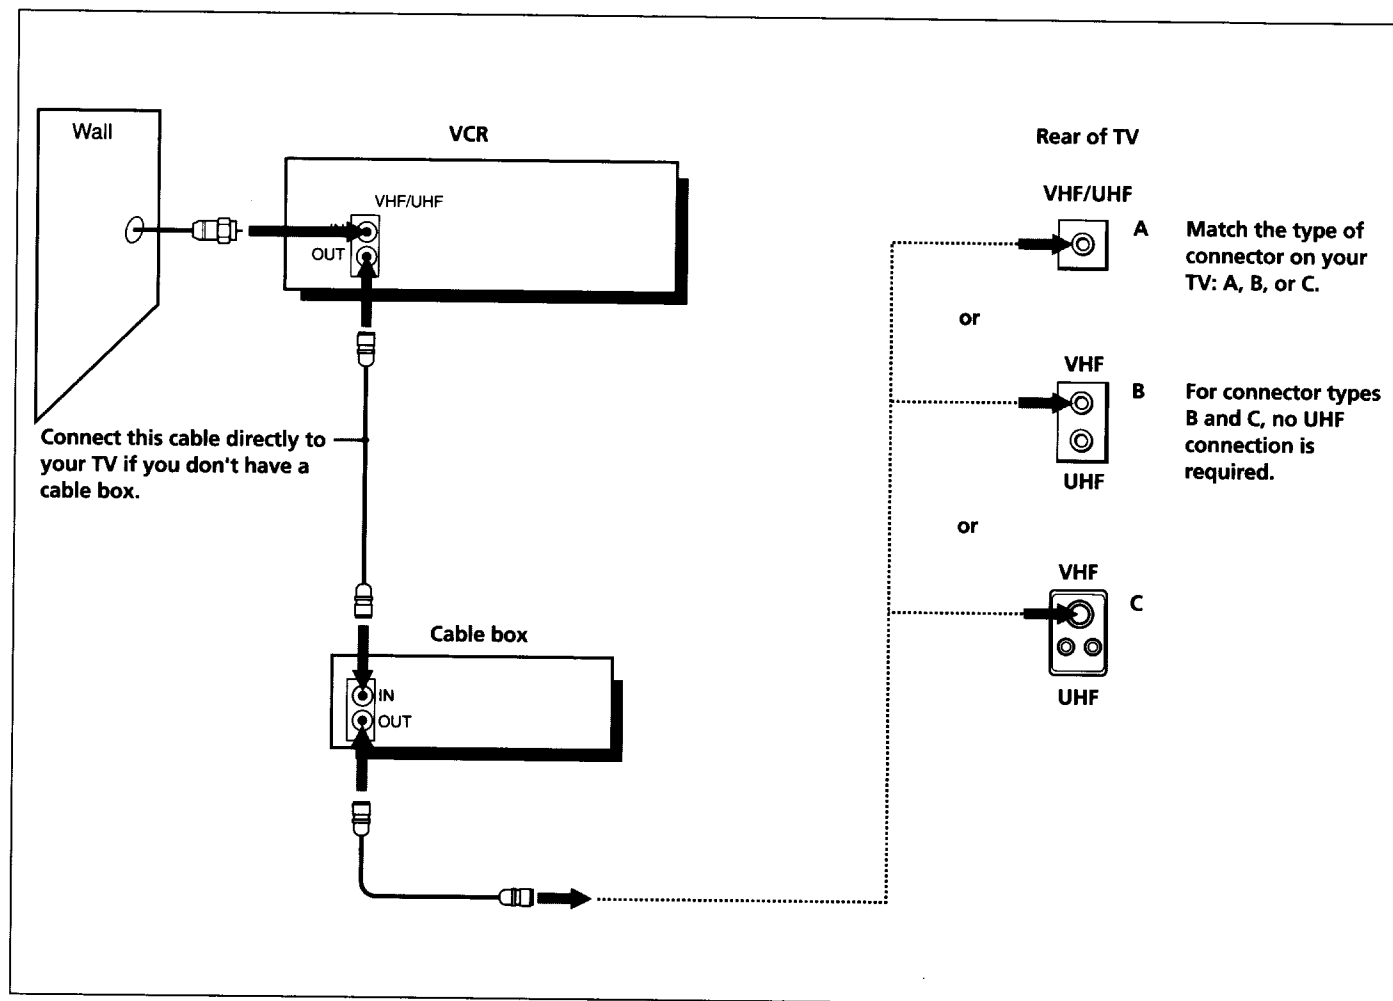 Wall
VCR
VHF/UHF
IN
OUT
Connect this cable directly to
your TV if you don't have a
cable box.
Cable box
IN
OUT
Rear of TV
VHF/UHF
A
Match the type of
connector on your
TV: A, B, or C.
or
VHF
B
UHF
For connector types
B and C, no UHF
connection is
required.
or
VHF
C
UHF